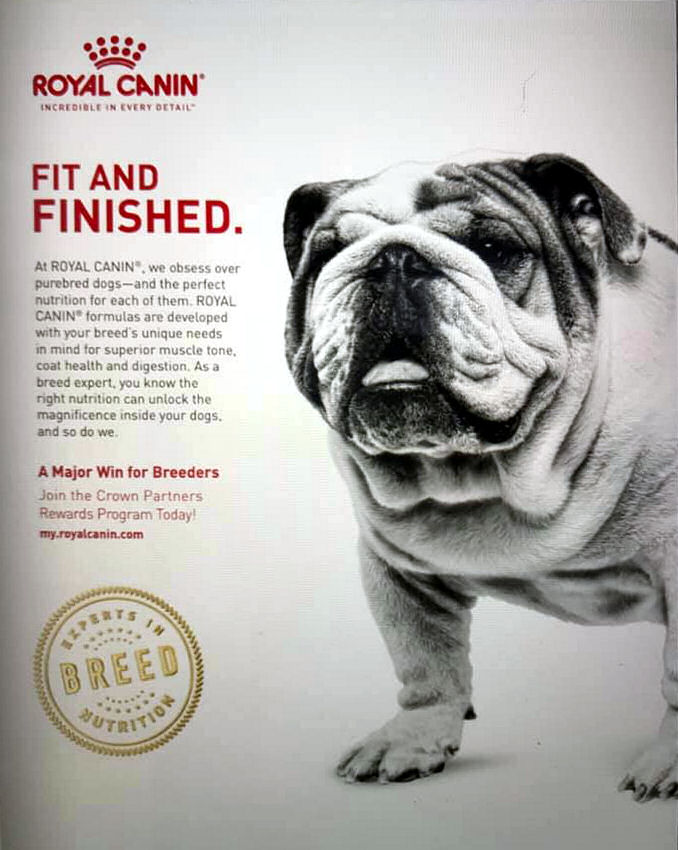 ROYAL CANIN®
INCREDIBLE IN EVERY DETAIL™
FIT AND
FINISHED.
At ROYAL CANIN®, we obsess over
purebred dogs—and the perfect
nutrition for each of them. ROYAL
CANIN® formulas are developed
with your breed's unique needs
in mind for superior muscle tone,
coat health and digestion. As a
breed expert, you know the
right nutrition can unlock the
magnificence inside your dogs,
and so do we.
A Major Win for Breeders
Join the Crown Partners
Rewards Program Today!
my.royalcanin.com
EXPERTS IN
BREED
NUTRITION